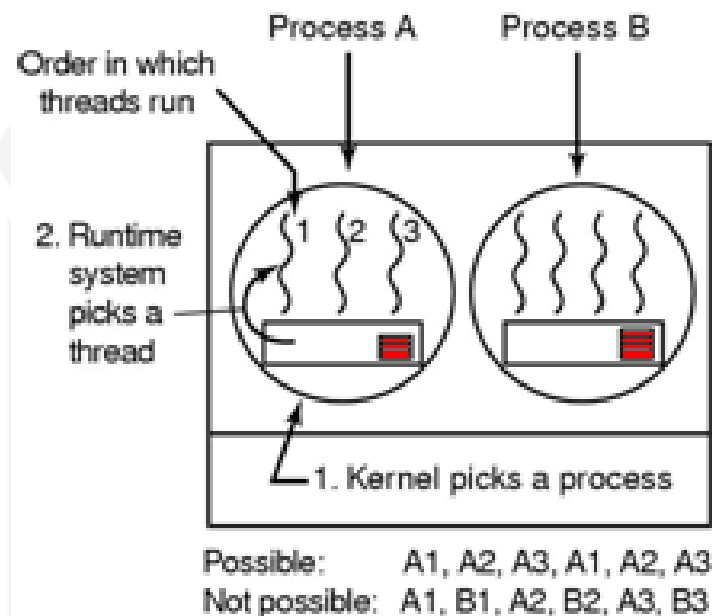 Process A
Process B
Order in which
threads run
1
2
3
2. Runtime
system
picks a
thread
1. Kernel picks a process
Possible: A1, A2, A3, A1, A2, A3
Not possible: A1, B1, A2, B2, A3, B3